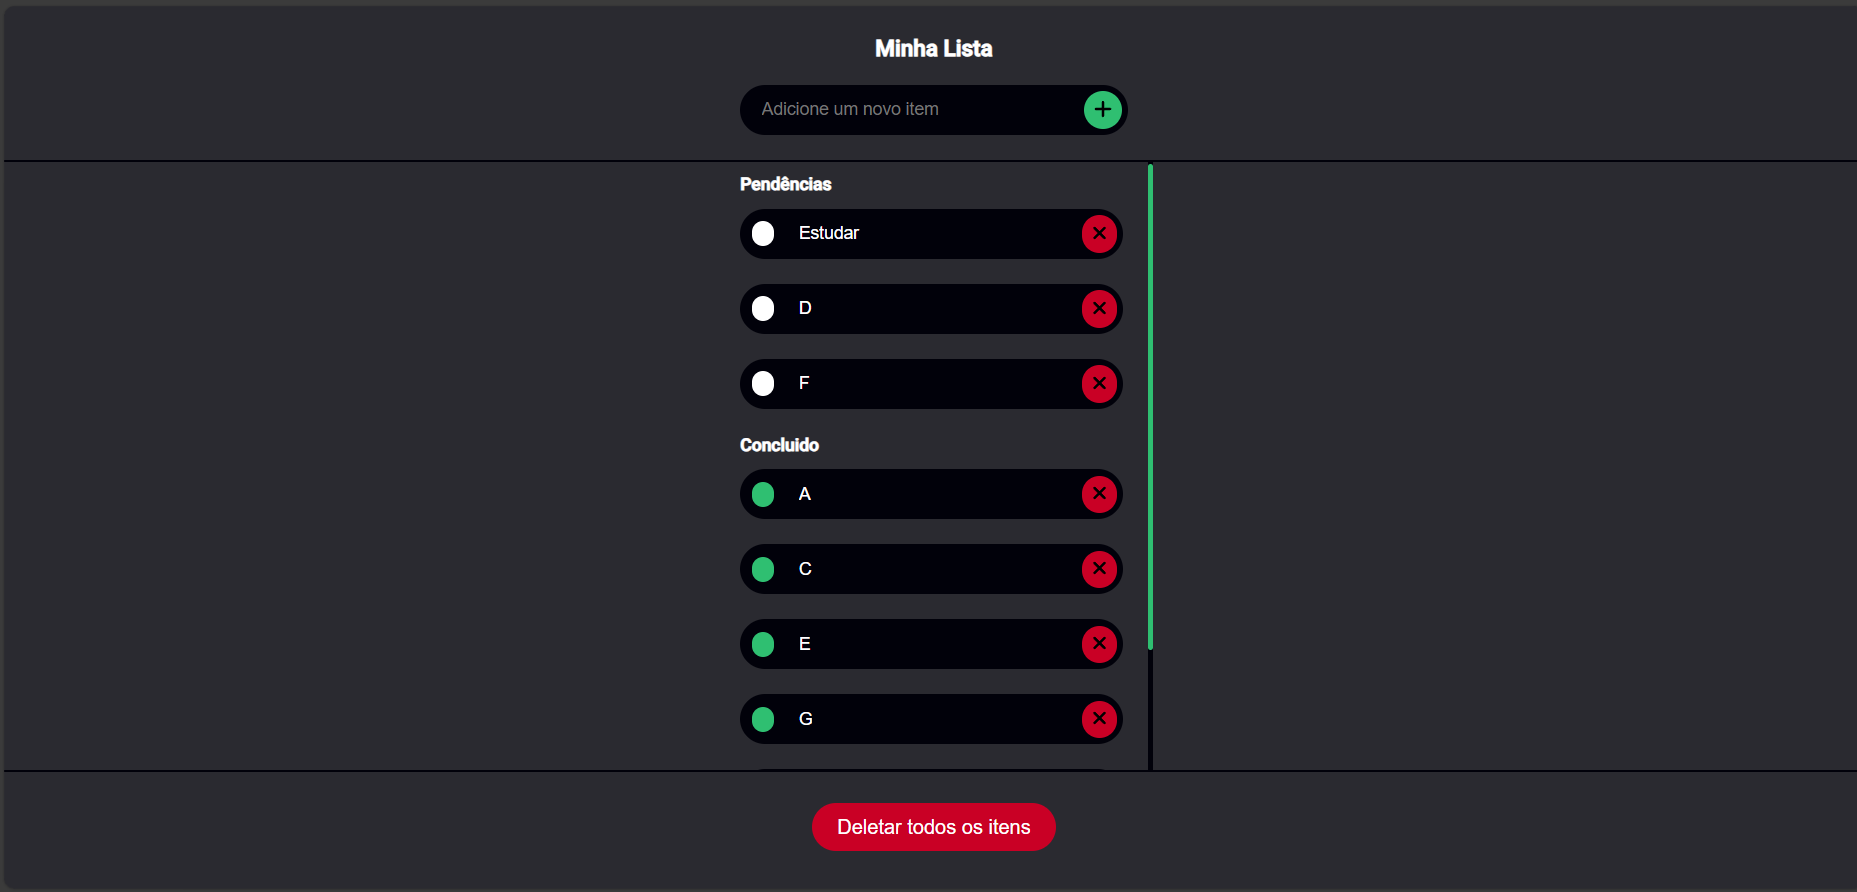 Minha Lista
Adicione um novo item
Pendências
Estudar
D
F
Concluido
A
C
E
G
Deletar todos os itens